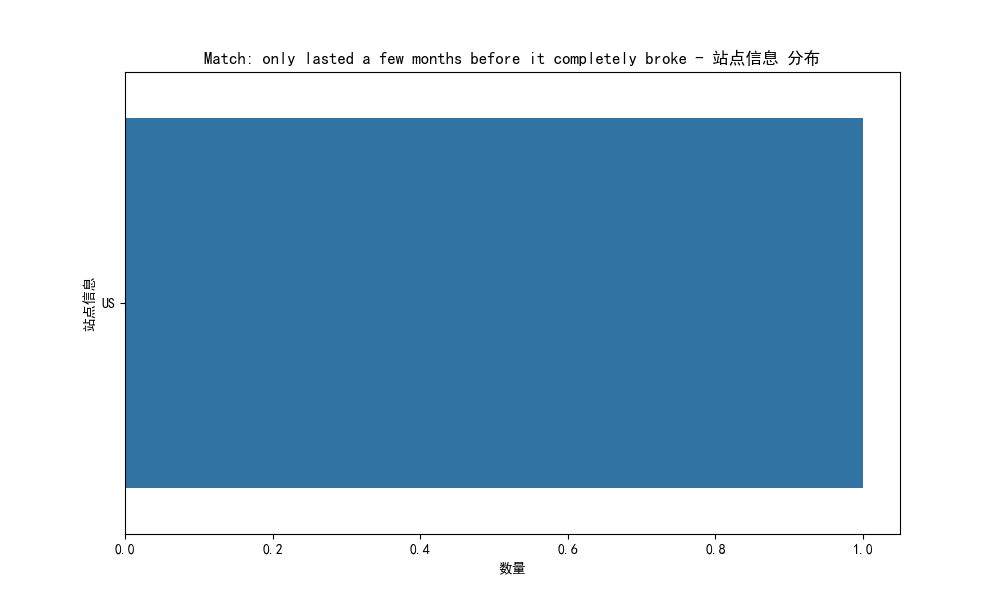 Match: only lasted a few months before it completely broke - 站点信息 分布
站点信息
US
0.0 0.2 0.4 0.6 0.8 1.0
数量